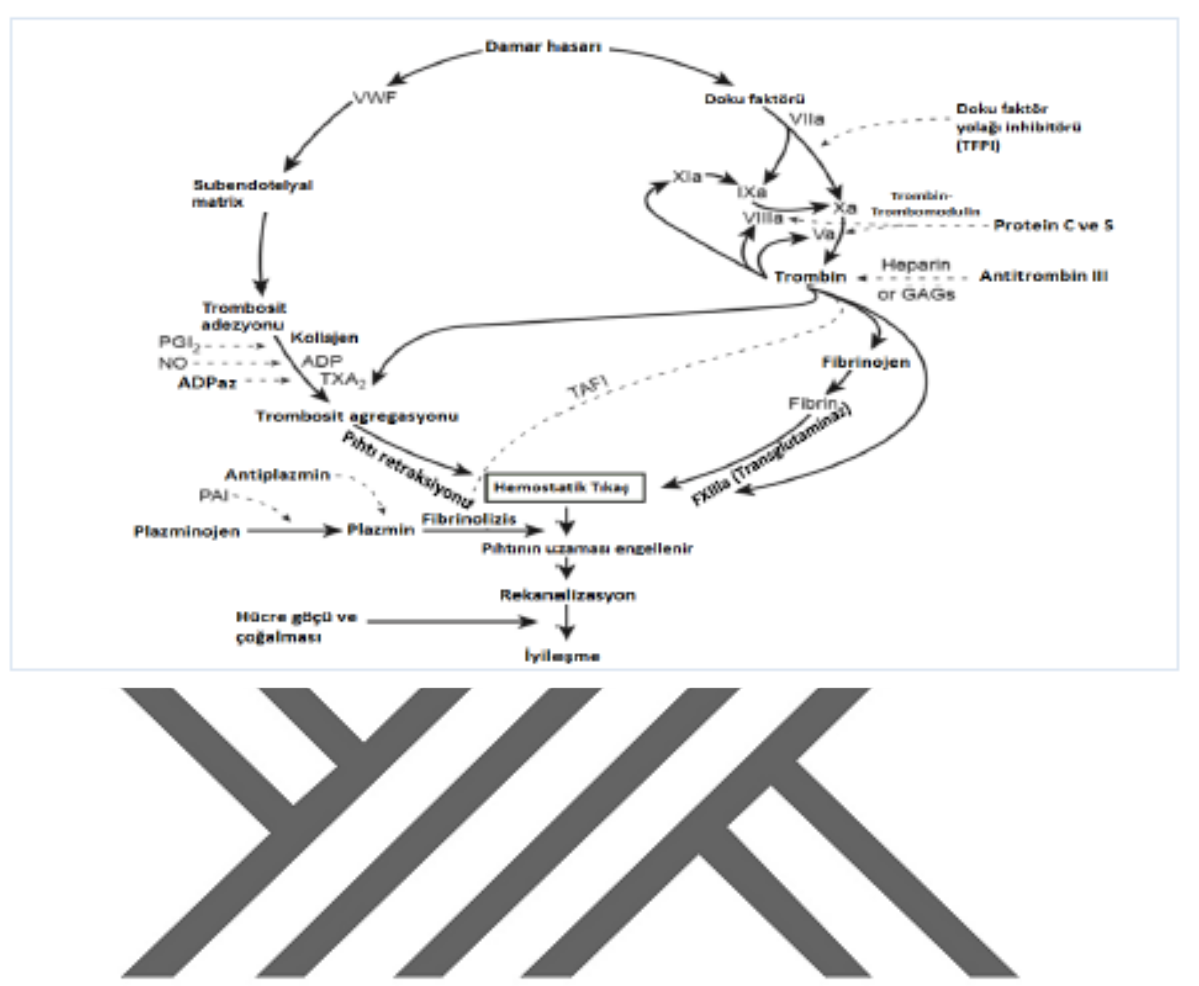 Damar hasarı
VWF
Doku faktörü
VIIa
Doku faktör
yolağı inhibitörü
(TFPI)
XIa
IXa
Subendotelyal
matrix
VIIIa
Xa
Trombin-
Trombomodulin
Va
Protein C ve S
Trombin
Heparin
or GAGs
Antitrombin III
Trombosit
adezyonu
PGI₂
NO
ADPaz
Kollajen
ADP
TXA₂
Fibrinojen
TAFI
Fibrin
Trombosit agregasyonu
Pıhtı retraksiyonu
FXIIIa (Transglutaminaz)
Antiplazmin
PAI
Hemostatik Tıkaç
Plazminojen
Plazmin
Fibrinolizis
Pıhtının uzaması engellenir
Rekanalizasyon
Hücre göçü ve
çoğalması
İyileşme